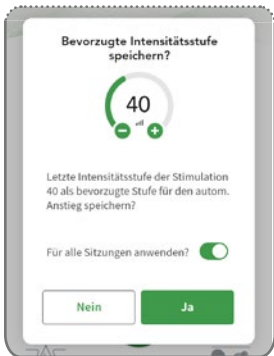 Bevorzugte Intensitätsstufe
speichern?
40
Letzte Intensitätsstufe der Stimulation
40 als bevorzugte Stufe für den autom.
Anstieg speichern?
Für alle Sitzungen anwenden?
Nein
Ja